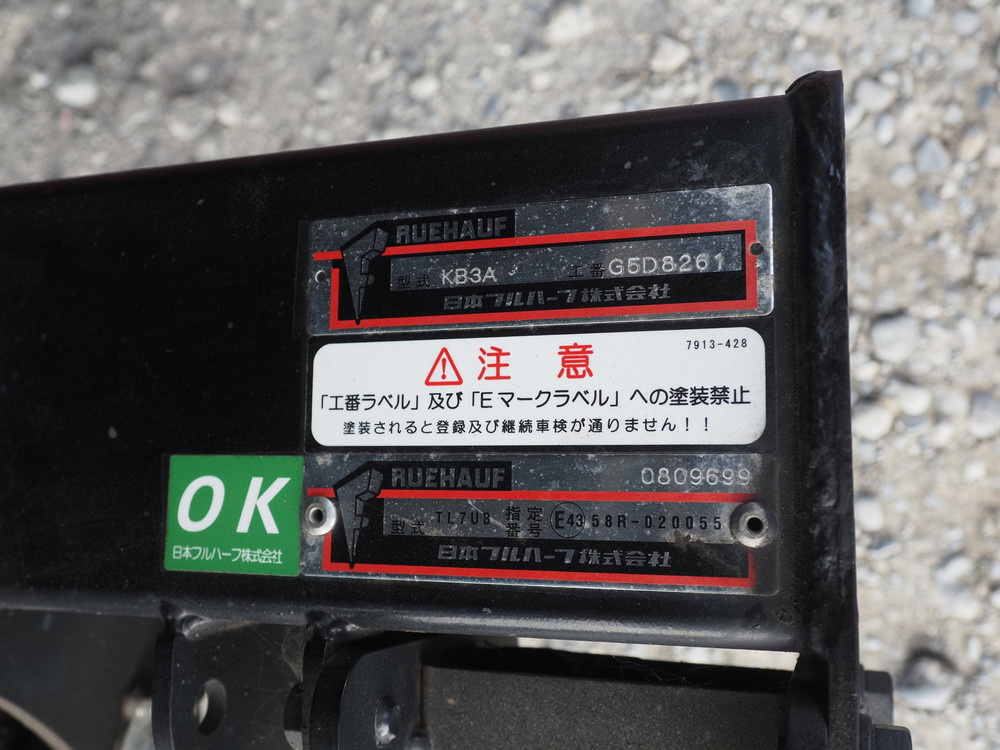 RUEHAUF
型式 KB3A 工番 G5D8261
日本フルハーフ株式会社
7913-428
注意
「工番ラベル」及び「Eマークラベル」への塗装禁止
塗装されると登録及び継続車検が通りません!!
OK
日本フルハーフ株式会社
RUEHAUF
0809699
型式 TL7UB 指定番号 E43 58R-020055
日本フルハーフ株式会社